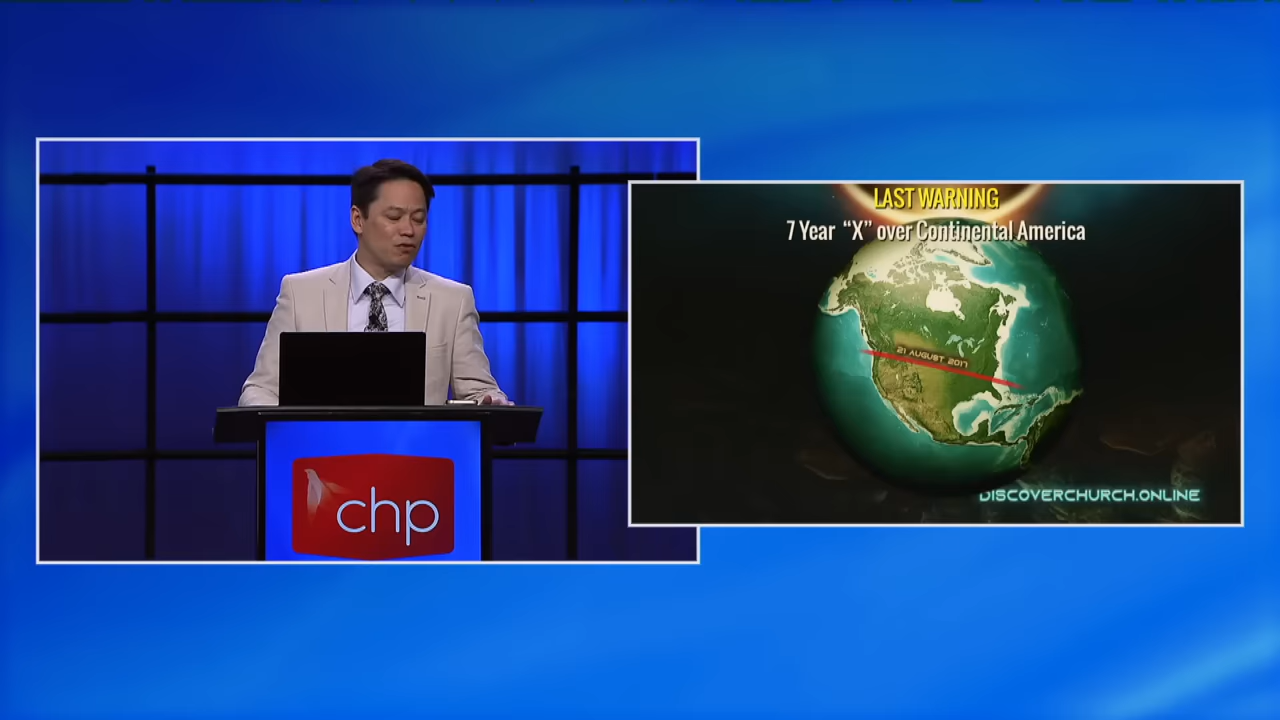 LAST WARNING
7 Year “X” over Continental America
21 AUGUST 2017
DISCOVERCHURCH.ONLINE
chp